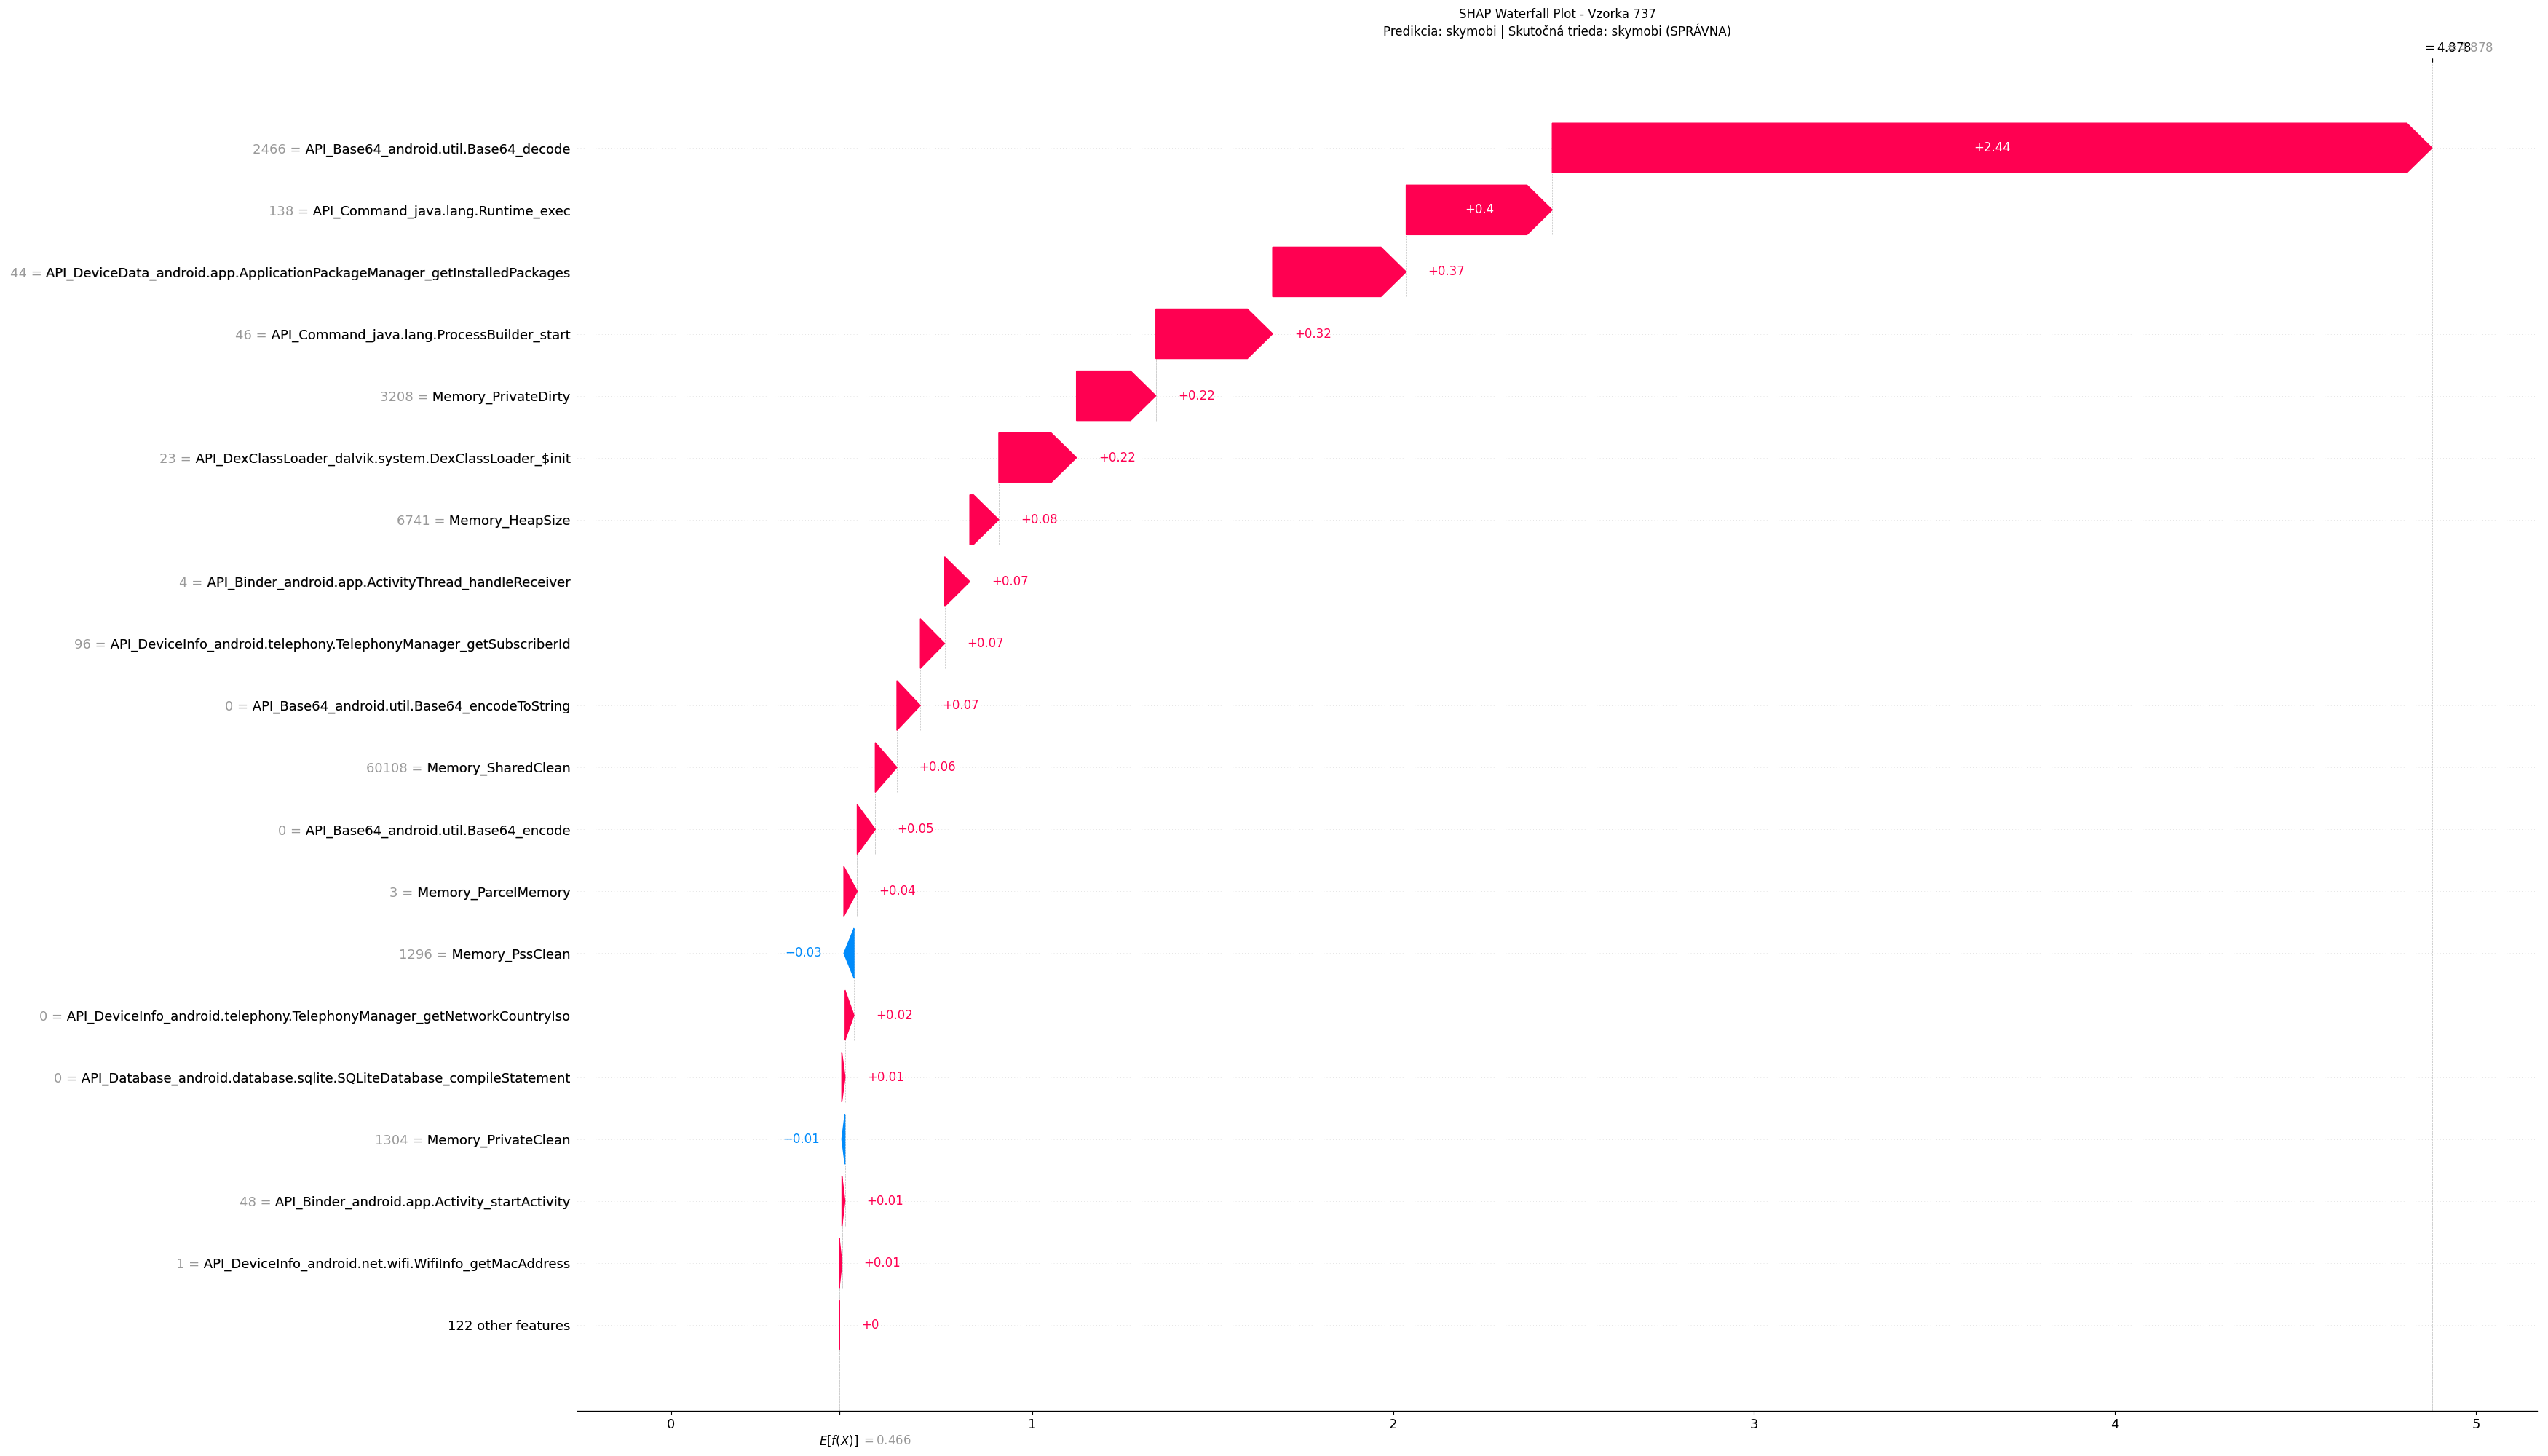 SHAP Waterfall Plot - Vzorka 737
Predikcia: skymobi | Skutočná trieda: skymobi (SPRÁVNA)
= 4.878
2466 = API_Base64_android.util.Base64_decode +2.44
138 = API_Command_java.lang.Runtime_exec +0.4
44 = API_DeviceData_android.app.ApplicationPackageManager_getInstalledPackages +0.37
46 = API_Command_java.lang.ProcessBuilder_start +0.32
3208 = Memory_PrivateDirty +0.22
23 = API_DexClassLoader_dalvik.system.DexClassLoader_$init +0.22
6741 = Memory_HeapSize +0.08
4 = API_Binder_android.app.ActivityThread_handleReceiver +0.07
96 = API_DeviceInfo_android.telephony.TelephonyManager_getSubscriberId +0.07
0 = API_Base64_android.util.Base64_encodeToString +0.07
60108 = Memory_SharedClean +0.06
0 = API_Base64_android.util.Base64_encode +0.05
3 = Memory_ParcelMemory +0.04
1296 = Memory_PssClean −0.03
0 = API_DeviceInfo_android.telephony.TelephonyManager_getNetworkCountryIso +0.02
0 = API_Database_android.database.sqlite.SQLiteDatabase_compileStatement +0.01
1304 = Memory_PrivateClean −0.01
48 = API_Binder_android.app.Activity_startActivity +0.01
1 = API_DeviceInfo_android.net.wifi.WifiInfo_getMacAddress +0.01
122 other features +0
0 1 2 3 4 5
E[f(X)] = 0.466